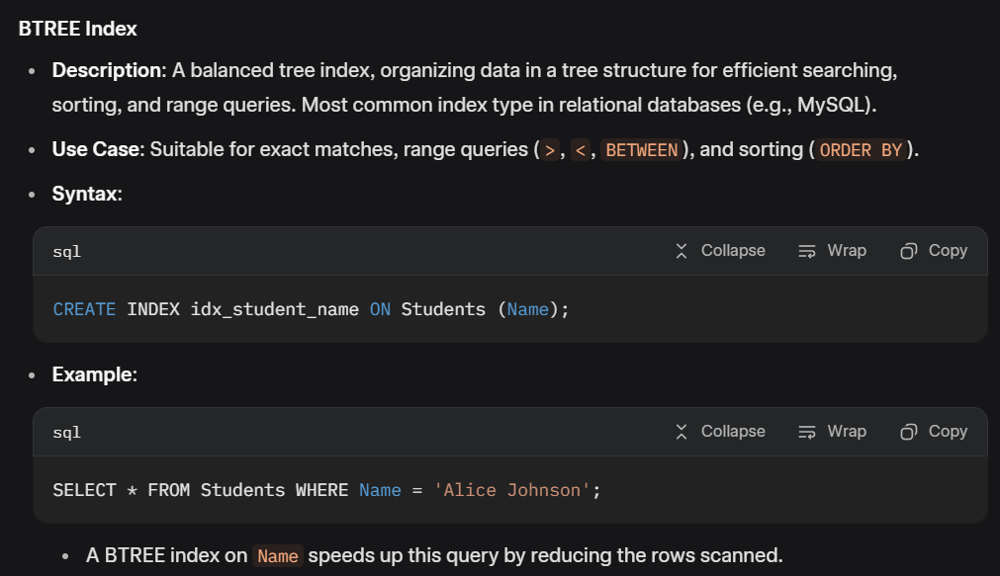 BTREE Index
• Description: A balanced tree index, organizing data in a tree structure for efficient searching,
sorting, and range queries. Most common index type in relational databases (e.g., MySQL).
• Use Case: Suitable for exact matches, range queries ( > , < , BETWEEN ), and sorting ( ORDER BY ).
• Syntax:
sql Collapse Wrap Copy
CREATE INDEX idx_student_name ON Students (Name);
• Example:
sql Collapse Wrap Copy
SELECT * FROM Students WHERE Name = 'Alice Johnson';
• A BTREE index on Name speeds up this query by reducing the rows scanned.